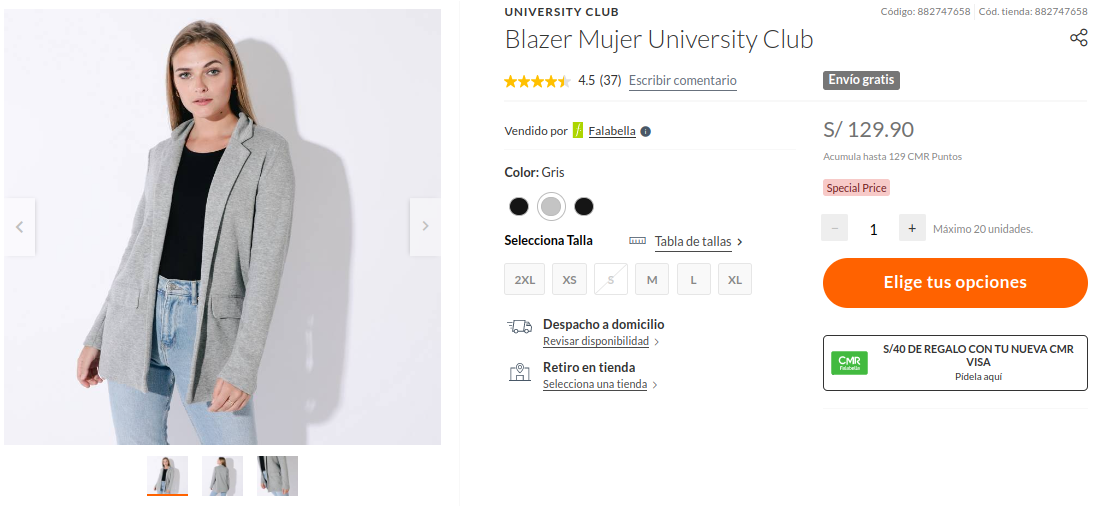 UNIVERSITY CLUB
Código: 882747658 Cód. tienda: 882747658
Blazer Mujer University Club
4.5 (37) Escribir comentario
Envío gratis
Vendido por Falabella
S/ 129.90
Acumula hasta 129 CMR Puntos
Color: Gris
Special Price
− 1 + Máximo 20 unidades.
Selecciona Talla Tabla de tallas
2XL XS S M L XL
Elige tus opciones
Despacho a domicilio
Revisar disponibilidad
Retiro en tienda
Selecciona una tienda
CMR
Falabella
S/40 DE REGALO CON TU NUEVA CMR
VISA
Pídela aquí